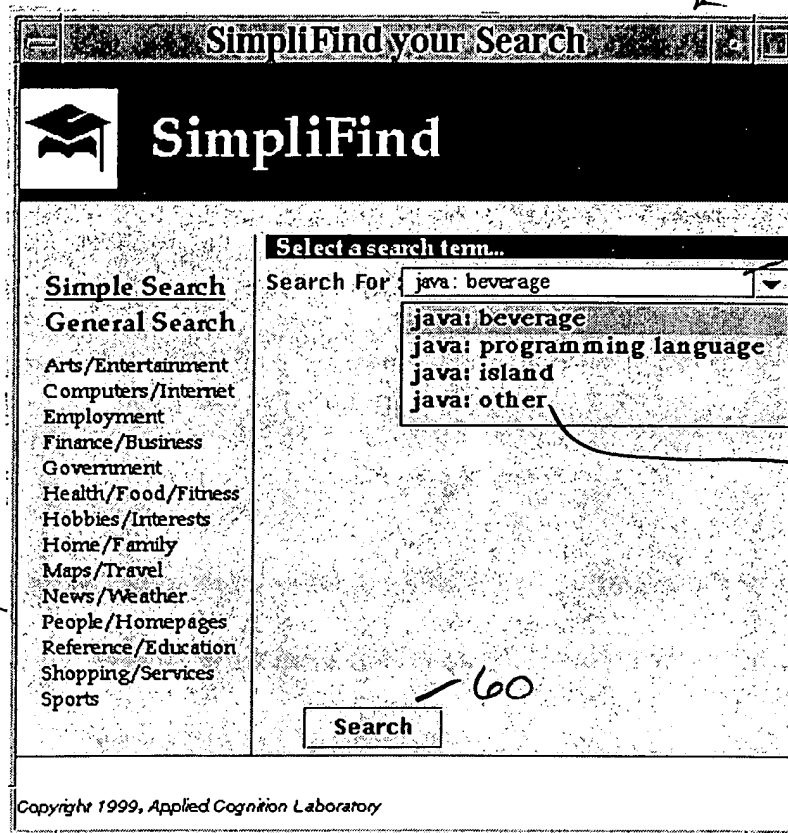 SimpliFind your Search
SimpliFind
Select a search term...
Search For : java: beverage
java: beverage
java: programming language
java: island
java: other
Simple Search
General Search
Arts/Entertainment
Computers/Internet
Employment
Finance/Business
Government
Health/Food/Fitness
Hobbies/Interests
Home/Family
Maps/Travel
News/Weather
People/Homepages
Reference/Education
Shopping/Services
Sports
60
Search
Copyright 1999, Applied Cognition Laboratory